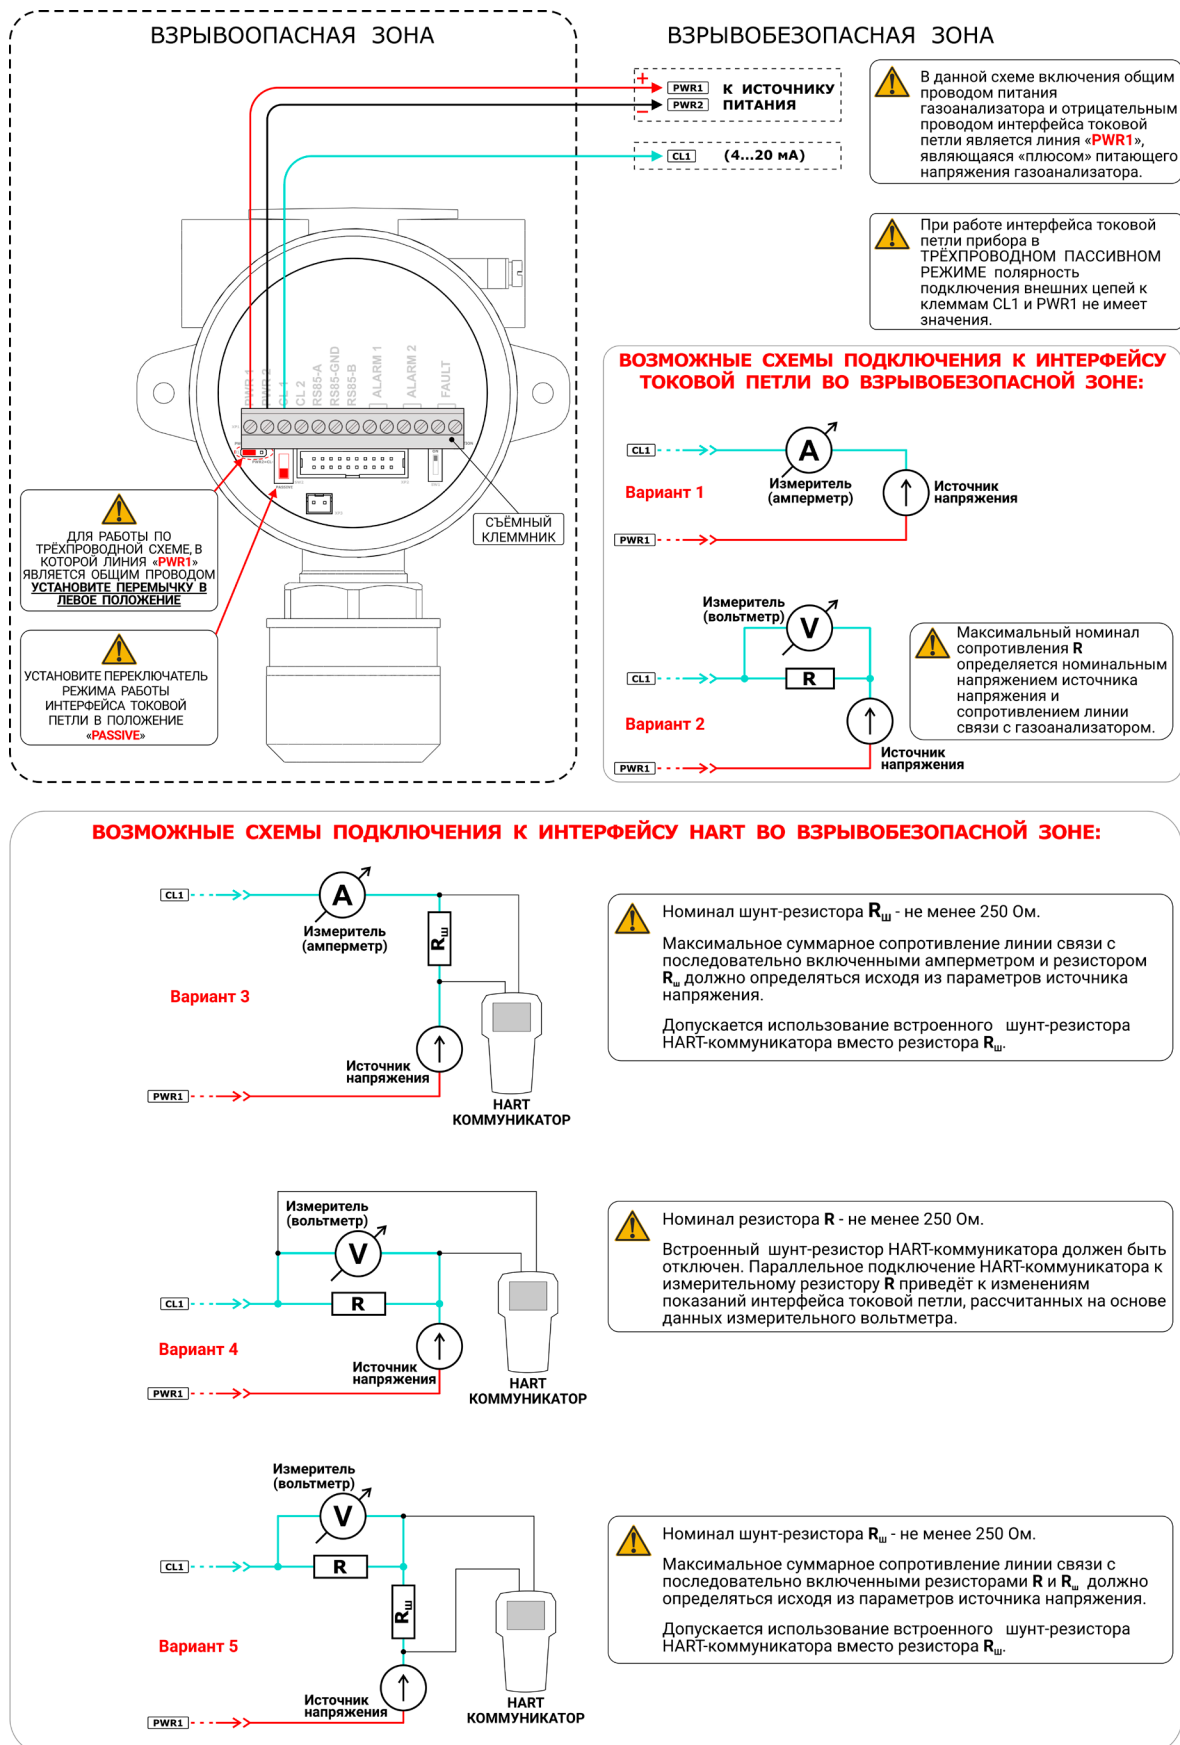 ВЗРЫВООПАСНАЯ ЗОНА
ВЗРЫВОБЕЗОПАСНАЯ ЗОНА
+
PWR1
К ИСТОЧНИКУ
PWR2
ПИТАНИЯ
–
CL1
(4...20 мА)
В данной схеме включения общим
проводом питания
газоанализатора и отрицательным
проводом интерфейса токовой
петли является линия «PWR1»,
являющаяся «плюсом» питающего
напряжения газоанализатора.
При работе интерфейса токовой
петли прибора в
ТРЁХПРОВОДНОМ ПАССИВНОМ
РЕЖИМЕ полярность
подключения внешних цепей к
клеммам CL1 и PWR1 не имеет
значения.
PWR 1
PWR 2
CL 1
CL 2
RS85-A
RS85-GND
RS85-B
ALARM 1
ALARM 2
FAULT
PASSIVE
СЪЁМНЫЙ
КЛЕММНИК
ДЛЯ РАБОТЫ ПО
ТРЁХПРОВОДНОЙ СХЕМЕ, В
КОТОРОЙ ЛИНИЯ «PWR1»
ЯВЛЯЕТСЯ ОБЩИМ ПРОВОДОМ
УСТАНОВИТЕ ПЕРЕМЫЧКУ В
ЛЕВОЕ ПОЛОЖЕНИЕ
УСТАНОВИТЕ ПЕРЕКЛЮЧАТЕЛЬ
РЕЖИМА РАБОТЫ
ИНТЕРФЕЙСА ТОКОВОЙ
ПЕТЛИ В ПОЛОЖЕНИЕ
«PASSIVE»
ВОЗМОЖНЫЕ СХЕМЫ ПОДКЛЮЧЕНИЯ К ИНТЕРФЕЙСУ
ТОКОВОЙ ПЕТЛИ ВО ВЗРЫВОБЕЗОПАСНОЙ ЗОНЕ:
CL1
A
Измеритель
(амперметр)
Вариант 1
Источник
напряжения
PWR1
Измеритель
(вольтметр)
V
CL1
R
Вариант 2
Источник
напряжения
PWR1
Максимальный номинал
сопротивления R
определяется номинальным
напряжением источника
напряжения и
сопротивлением линии
связи с газоанализатором.
ВОЗМОЖНЫЕ СХЕМЫ ПОДКЛЮЧЕНИЯ К ИНТЕРФЕЙСУ HART ВО ВЗРЫВОБЕЗОПАСНОЙ ЗОНЕ:
CL1
A
Измеритель
(амперметр)
Rш
Вариант 3
Источник
напряжения
PWR1
HART
КОММУНИКАТОР
Номинал шунт-резистора Rш - не менее 250 Ом.
Максимальное суммарное сопротивление линии связи с
последовательно включенными амперметром и резистором
Rш должно определяться исходя из параметров источника
напряжения.
Допускается использование встроенного шунт-резистора
HART-коммуникатора вместо резистора Rш.
Измеритель
(вольтметр)
V
CL1
R
Вариант 4
Источник
напряжения
PWR1
HART
КОММУНИКАТОР
Номинал резистора R - не менее 250 Ом.
Встроенный шунт-резистор HART-коммуникатора должен быть
отключен. Параллельное подключение HART-коммуникатора к
измерительному резистору R приведёт к изменениям
показаний интерфейса токовой петли, рассчитанных на основе
данных измерительного вольтметра.
Измеритель
(вольтметр)
V
CL1
R
Rш
Вариант 5
Источник
напряжения
PWR1
HART
КОММУНИКАТОР
Номинал шунт-резистора Rш - не менее 250 Ом.
Максимальное суммарное сопротивление линии связи с
последовательно включенными резисторами R и Rш должно
определяться исходя из параметров источника напряжения.
Допускается использование встроенного шунт-резистора
HART-коммуникатора вместо резистора Rш.